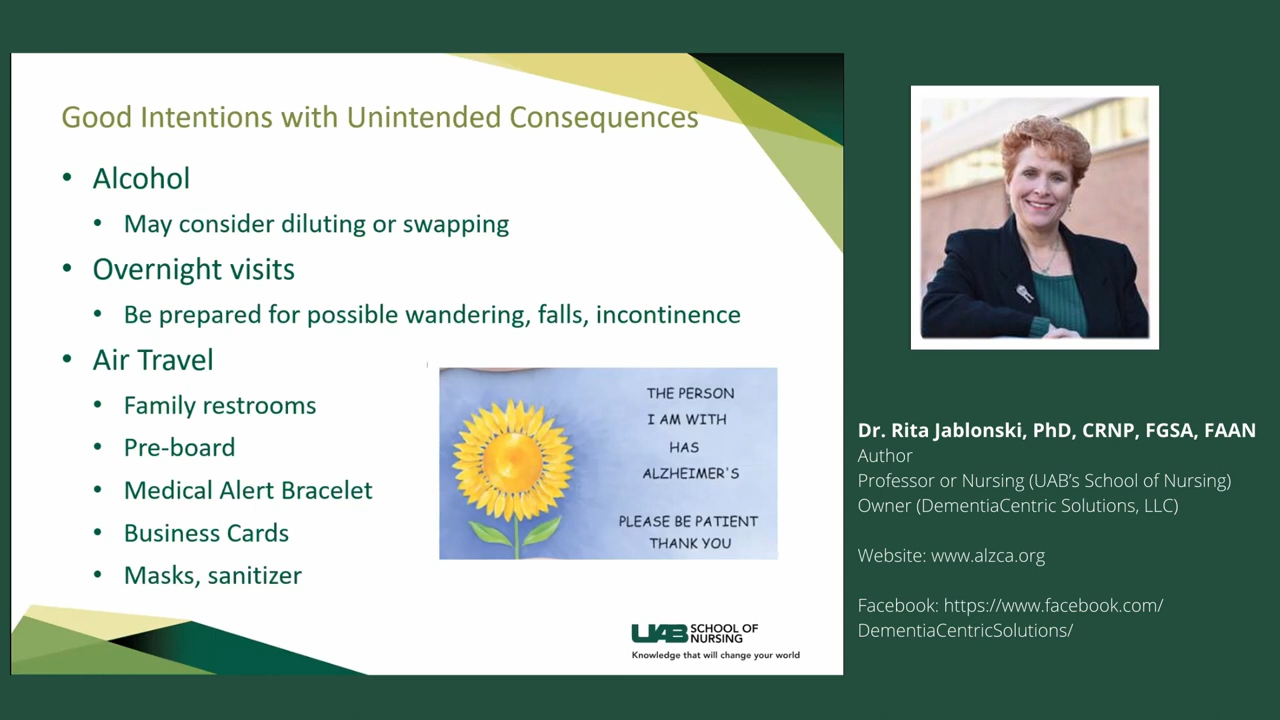 Good Intentions with Unintended Consequences
• Alcohol
• May consider diluting or swapping
• Overnight visits
• Be prepared for possible wandering, falls, incontinence
• Air Travel
• Family restrooms
• Pre-board
• Medical Alert Bracelet
• Business Cards
• Masks, sanitizer
THE PERSON
I AM WITH
HAS
ALZHEIMER'S
PLEASE BE PATIENT
THANK YOU
UAB SCHOOL OF
NURSING
Knowledge that will change your world
Dr. Rita Jablonski, PhD, CRNP, FGSA, FAAN
Author
Professor or Nursing (UAB's School of Nursing)
Owner (DementiaCentric Solutions, LLC)
Website: www.alzca.org
Facebook: https://www.facebook.com/
DementiaCentricSolutions/